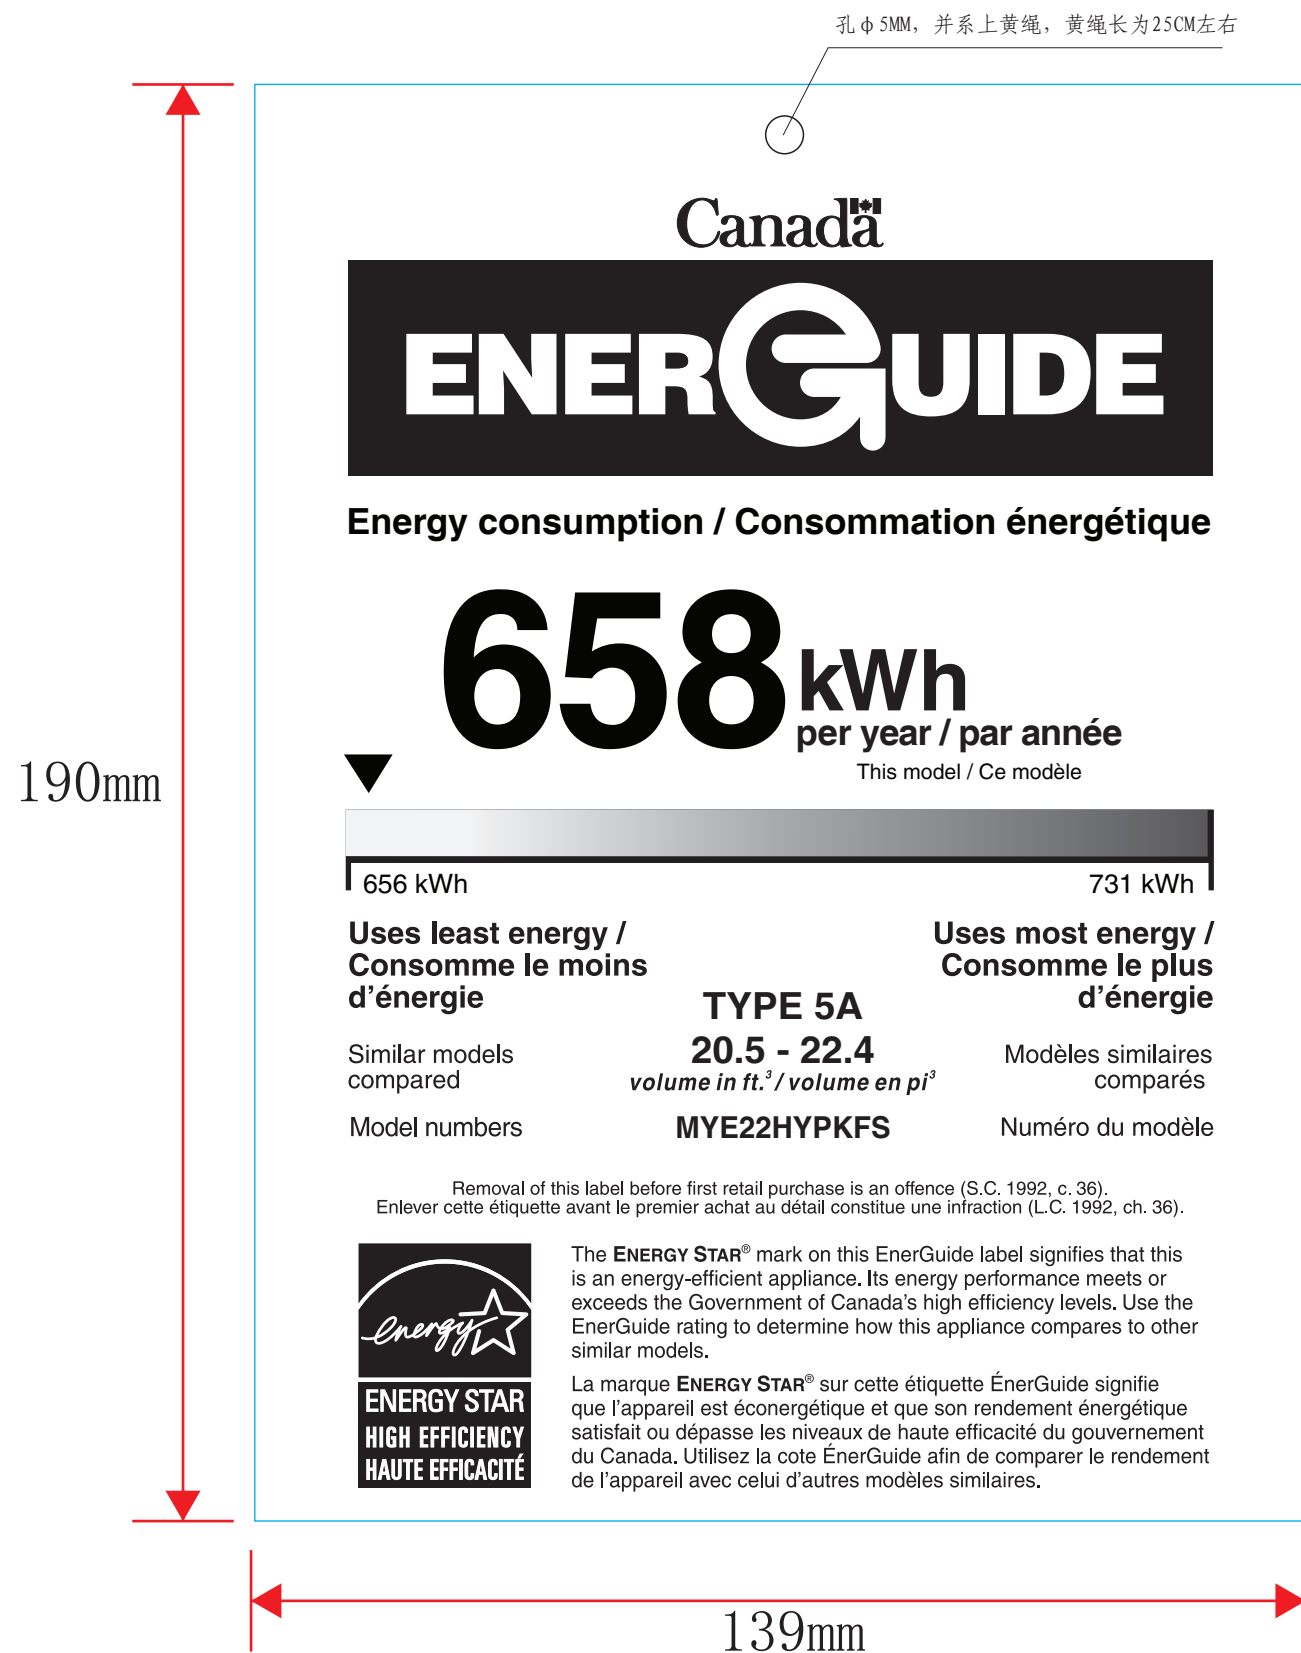 孔φ5MM, 并系上黄绳, 黄绳长为25CM左右
Canada
ENERGUIDE
Energy consumption / Consommation énergétique
658 kWh
per year / par année
This model / Ce modèle
190mm
656 kWh 731 kWh
Uses least energy /
Consomme le moins
d'énergie
Uses most energy /
Consomme le plus
d'énergie
TYPE 5A
20.5 - 22.4
volume in ft.³ / volume en pi³
Similar models
compared
Modèles similaires
comparés
Model numbers MYE22HYPKFS Numéro du modèle
Removal of this label before first retail purchase is an offence (S.C. 1992, c. 36).
Enlever cette étiquette avant le premier achat au détail constitue une infraction (L.C. 1992, ch. 36).
energy
ENERGY STAR
HIGH EFFICIENCY
HAUTE EFFICACITÉ
The ENERGY STAR® mark on this EnerGuide label signifies that this
is an energy-efficient appliance. Its energy performance meets or
exceeds the Government of Canada's high efficiency levels. Use the
EnerGuide rating to determine how this appliance compares to other
similar models.
La marque ENERGY STAR® sur cette étiquette ÉnerGuide signifie
que l'appareil est éconergétique et que son rendement énergétique
satisfait ou dépasse les niveaux de haute efficacité du gouvernement
du Canada. Utilisez la cote ÉnerGuide afin de comparer le rendement
de l'appareil avec celui d'autres modèles similaires.
139mm